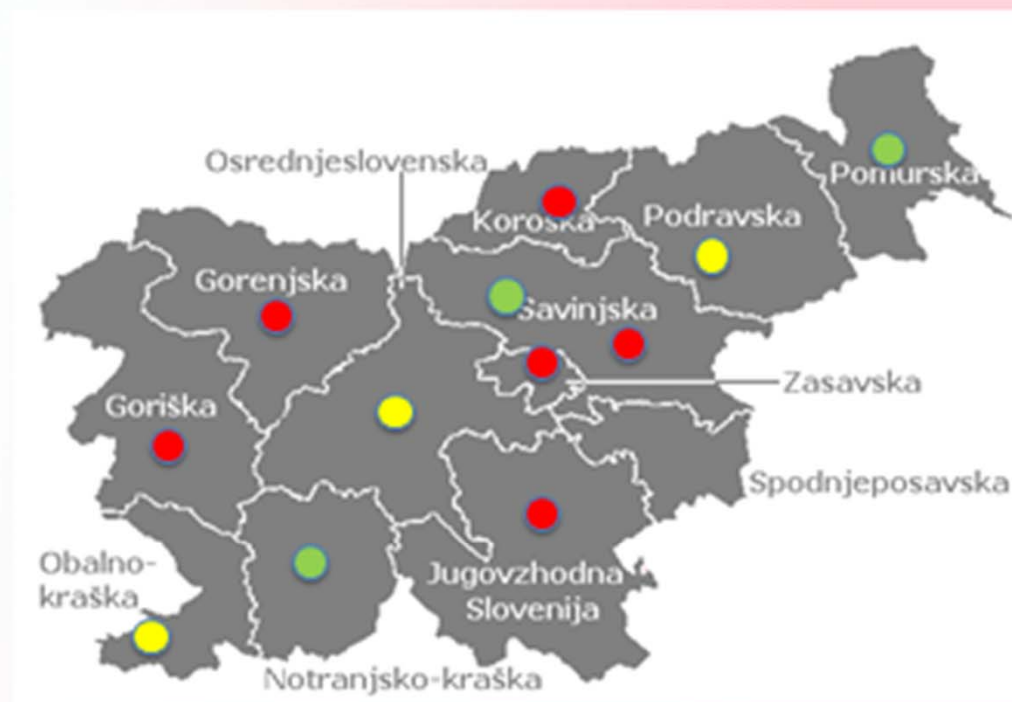 Osrednjeslovenska
Pomurska
Koroška
Podravska
Gorenjska
Savinjska
Zasavska
Goriška
Spodnjeposavska
Obalno-
kraška
Jugovzhodna
Slovenija
Notranjsko-kraška